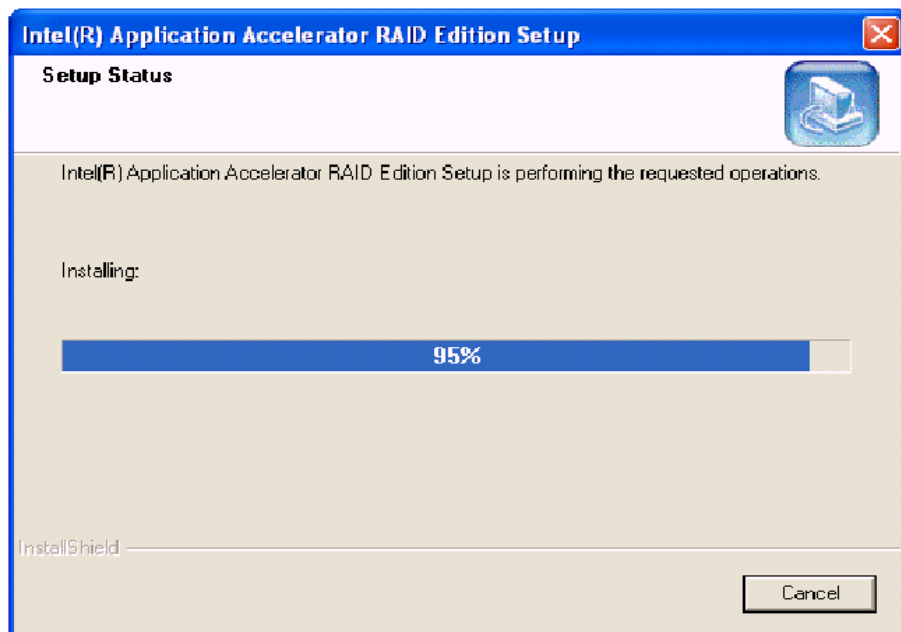 Intel(R) Application Accelerator RAID Edition Setup
Setup Status
Intel(R) Application Accelerator RAID Edition Setup is performing the requested operations.
Installing:
95%
InstallShield
Cancel